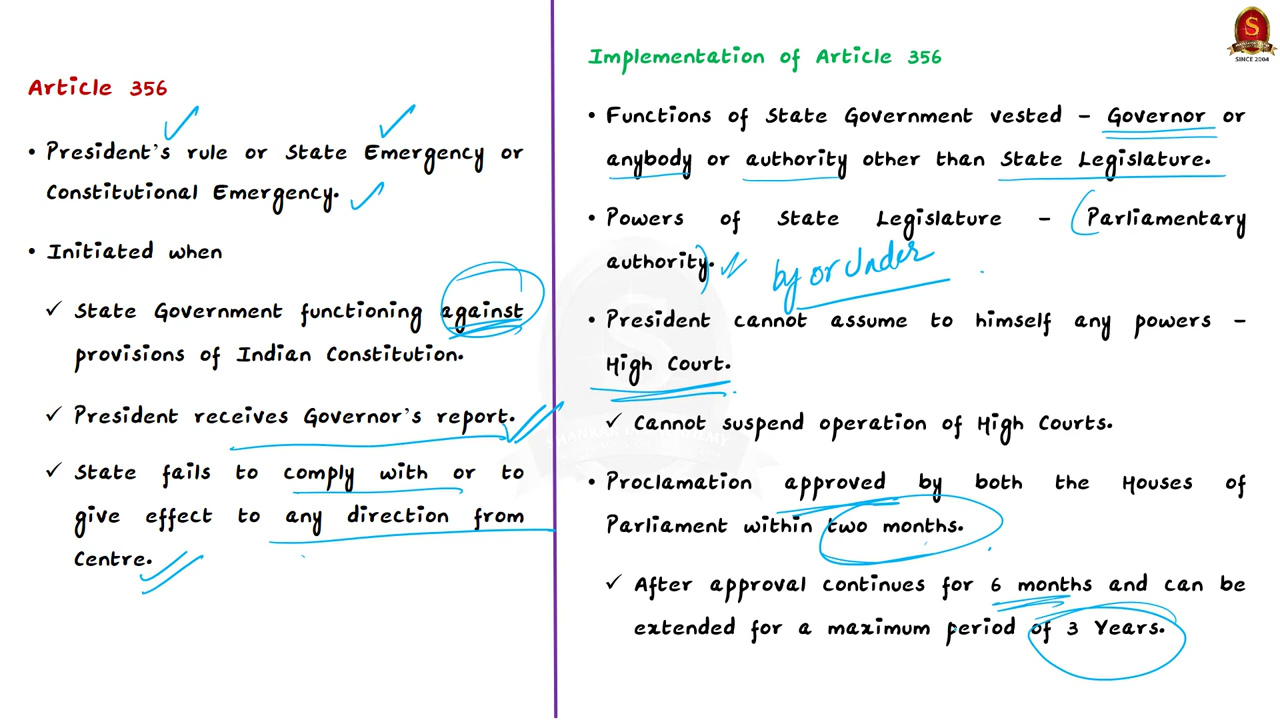 Article 356
• President's rule or State Emergency or
Constitutional Emergency.
• Initiated when
✓ State Government functioning against
provisions of Indian Constitution.
✓ President receives Governor's report.
✓ State fails to comply with or to
give effect to any direction from
Centre.
Implementation of Article 356
• Functions of State Government vested – Governor or
anybody or authority other than State Legislature.
• Powers of State Legislature – (Parliamentary
authority).
by or Under
• President cannot assume to himself any powers –
High Court.
✓ Cannot suspend operation of High Courts.
• Proclamation approved by both the Houses of
Parliament within two months.
✓ After approval continues for 6 months and can be
extended for a maximum period of 3 Years.
S
SINCE 2004